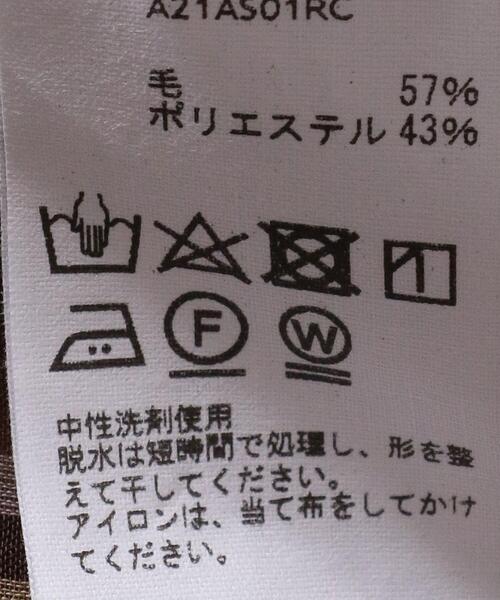 A21AS01RC
毛 57%
ポリエステル 43%
F W
中性洗剤使用
脱水は短時間で処理し、形を整
えて干してください。
アイロンは、当て布をしてかけ
てください。